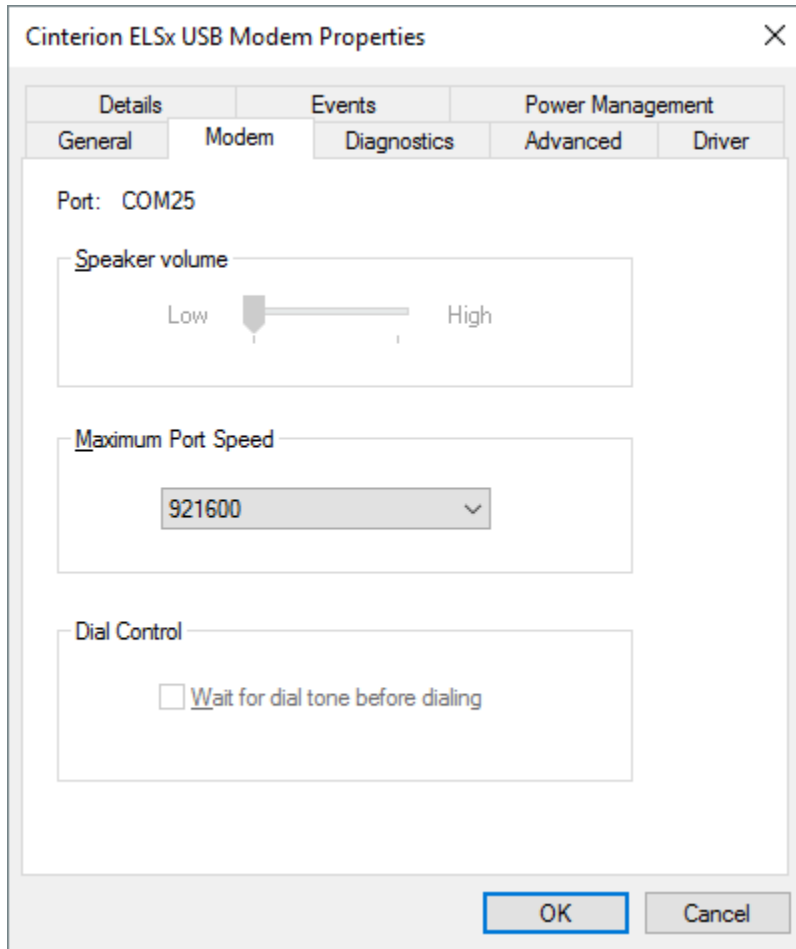 Cinterion ELSx USB Modem Properties
Details Events Power Management
General Modem Diagnostics Advanced Driver
Port: COM25
Speaker volume
Low High
Maximum Port Speed
921600
Dial Control
Wait for dial tone before dialing
OK Cancel